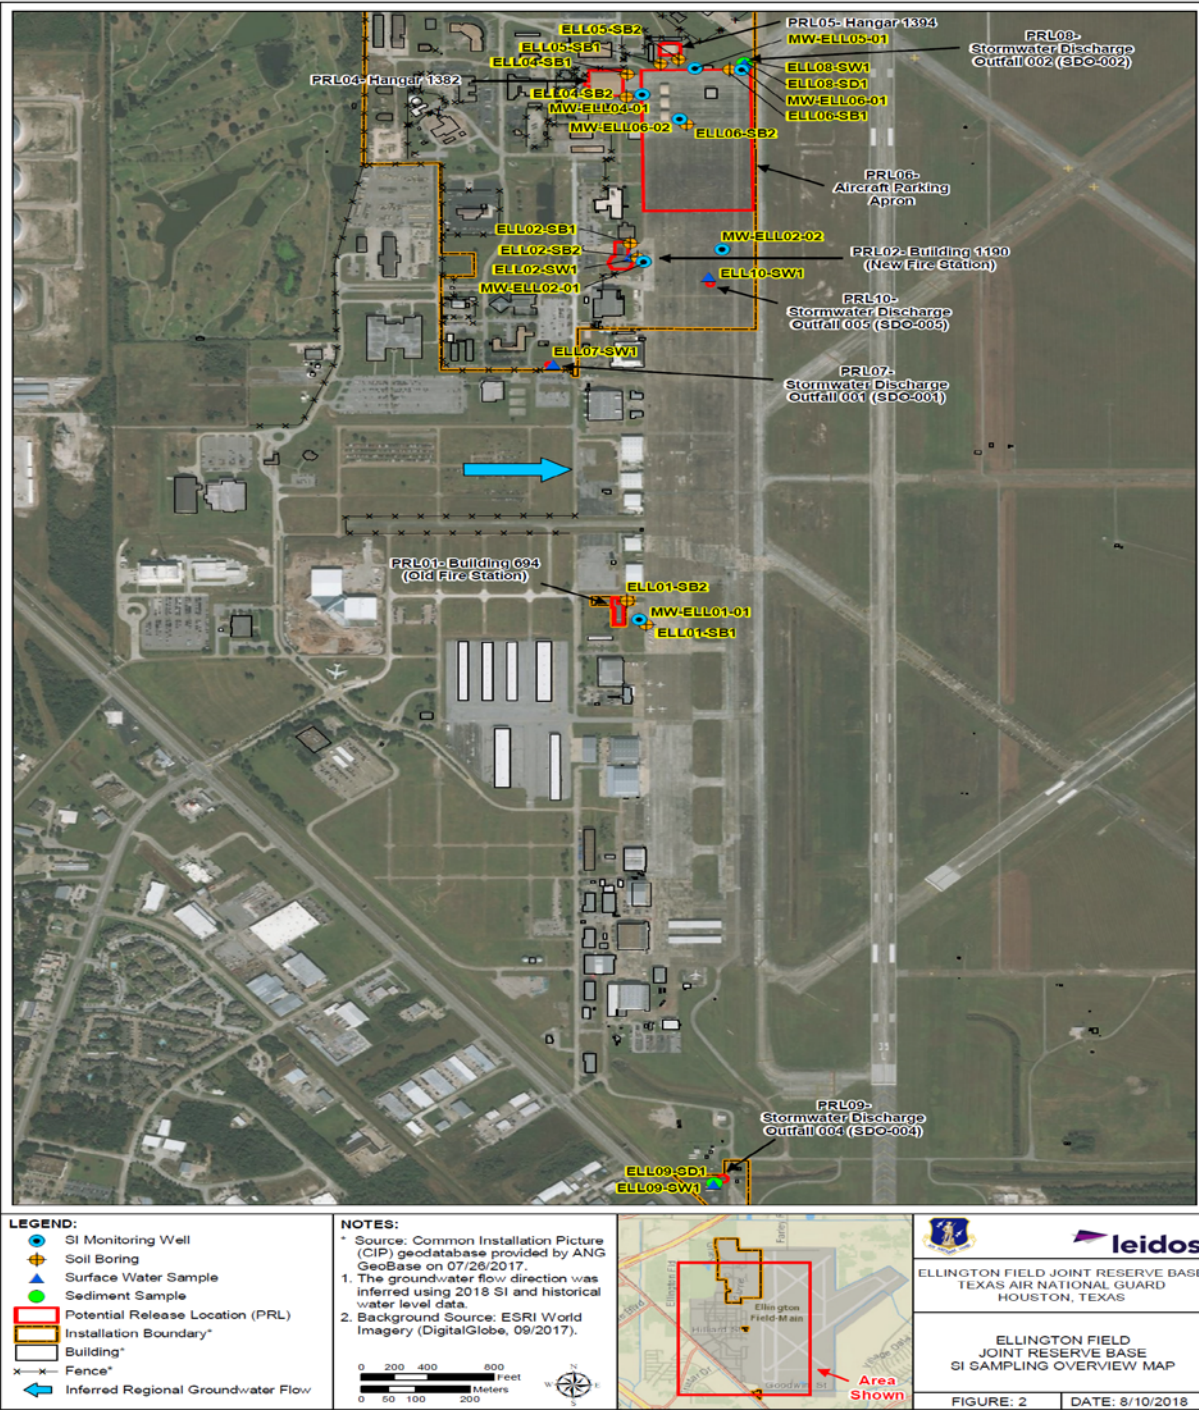 ELL05-SB2
PRL05- Hangar 1394
ELL05-SB1
MW-ELL05-01
PRL08-
Stormwater Discharge
Outfall 002 (SDO-002)
ELL04-SB1
PRL04- Hangar 1382
ELL08-SW1
ELL08-SD1
ELL04-SB2
MW-ELL06-01
MW-ELL04-01
ELL06-SB1
MW-ELL06-02
ELL06-SB2
PRL06-
Aircraft Parking
Apron
ELL02-SB1
MW-ELL02-02
ELL02-SB2
PRL02- Building 1190
(New Fire Station)
ELL02-SW1
ELL10-SW1
MW-ELL02-01
PRL10-
Stormwater Discharge
Outfall 005 (SDO-005)
ELL07-SW1
PRL07-
Stormwater Discharge
Outfall 001 (SDO-001)
PRL01- Building 694
(Old Fire Station)
ELL01-SB2
MW-ELL01-01
ELL01-SB1
PRL09-
Stormwater Discharge
Outfall 004 (SDO-004)
ELL09-SD1
ELL09-SW1
LEGEND:
SI Monitoring Well
Soil Boring
Surface Water Sample
Sediment Sample
Potential Release Location (PRL)
Installation Boundary*
Building*
Fence*
Inferred Regional Groundwater Flow
NOTES:
* Source: Common Installation Picture
(CIP) geodatabase provided by ANG
GeoBase on 07/26/2017.
1. The groundwater flow direction was
inferred using 2018 SI and historical
water level data.
2. Background Source: ESRI World
Imagery (DigitalGlobe, 09/2017).
0 200 400 800
Feet
Meters
0 50 100 200
N
W E
S
Ellington
Field-Main
Area
Shown
leidos
ELLINGTON FIELD JOINT RESERVE BASE
TEXAS AIR NATIONAL GUARD
HOUSTON, TEXAS
ELLINGTON FIELD
JOINT RESERVE BASE
SI SAMPLING OVERVIEW MAP
FIGURE: 2
DATE: 8/10/2018